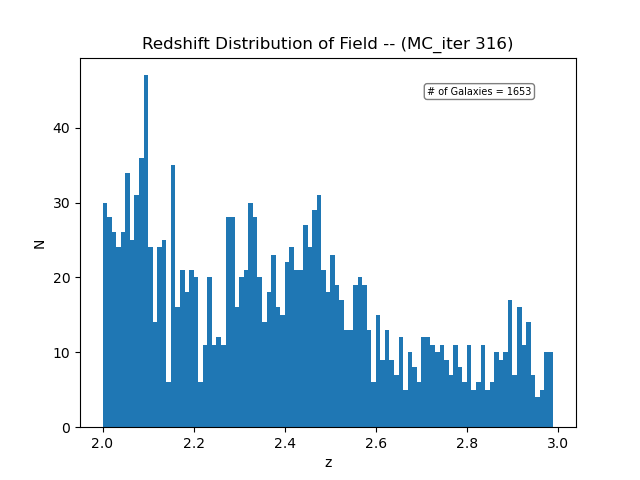 Redshift Distribution of Field -- (MC_iter 316)
# of Galaxies = 1653
N
40
30
20
10
0
2.0 2.2 2.4 2.6 2.8 3.0
z